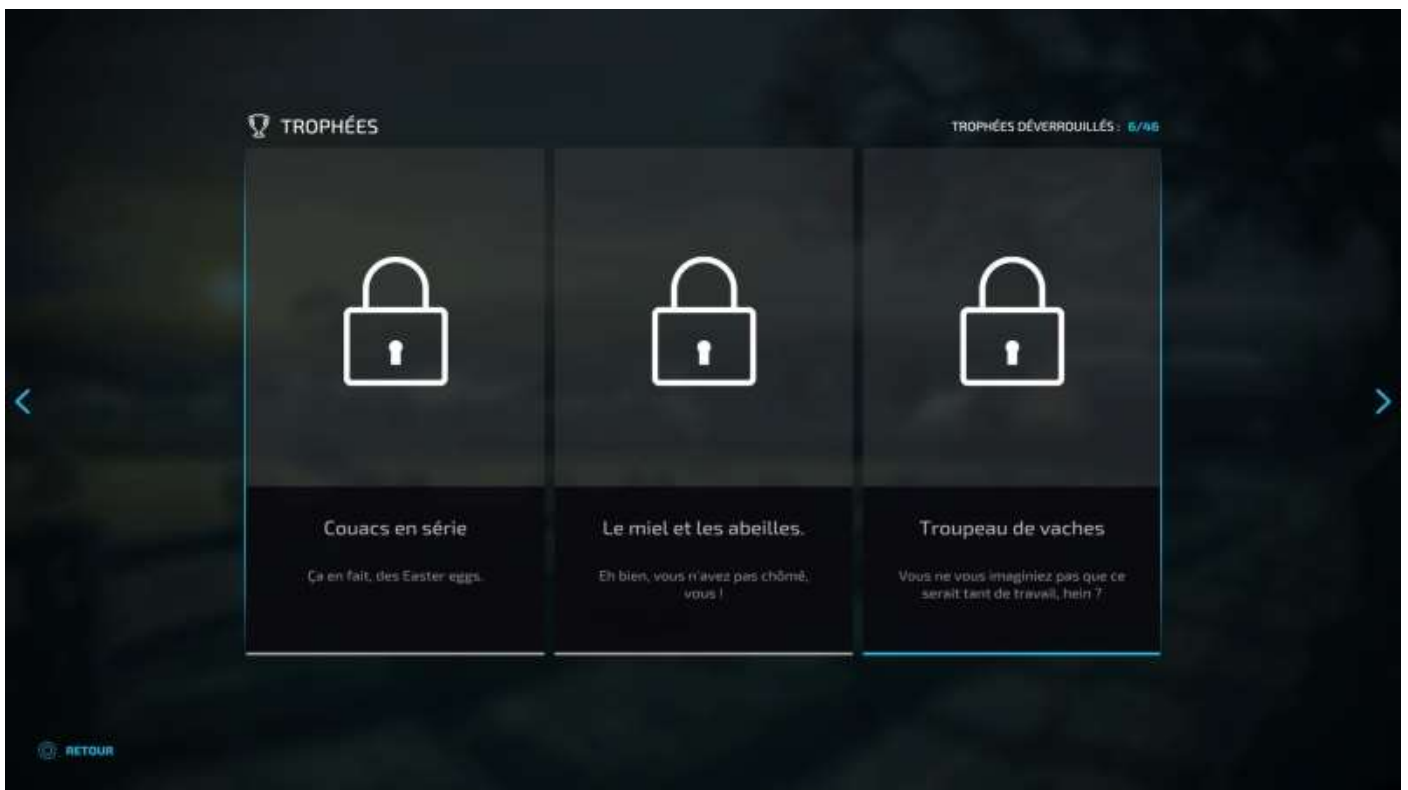 TROPHÉES
TROPHÉES DÉVERROUILLÉS : 6/46
Couacs en série
Ça en fait, des Easter eggs.
Le miel et les abeilles.
Eh bien, vous n'avez pas chômé,
vous !
Troupeau de vaches
Vous ne vous imaginiez pas que ce
serait tant de travail, hein ?
RETOUR